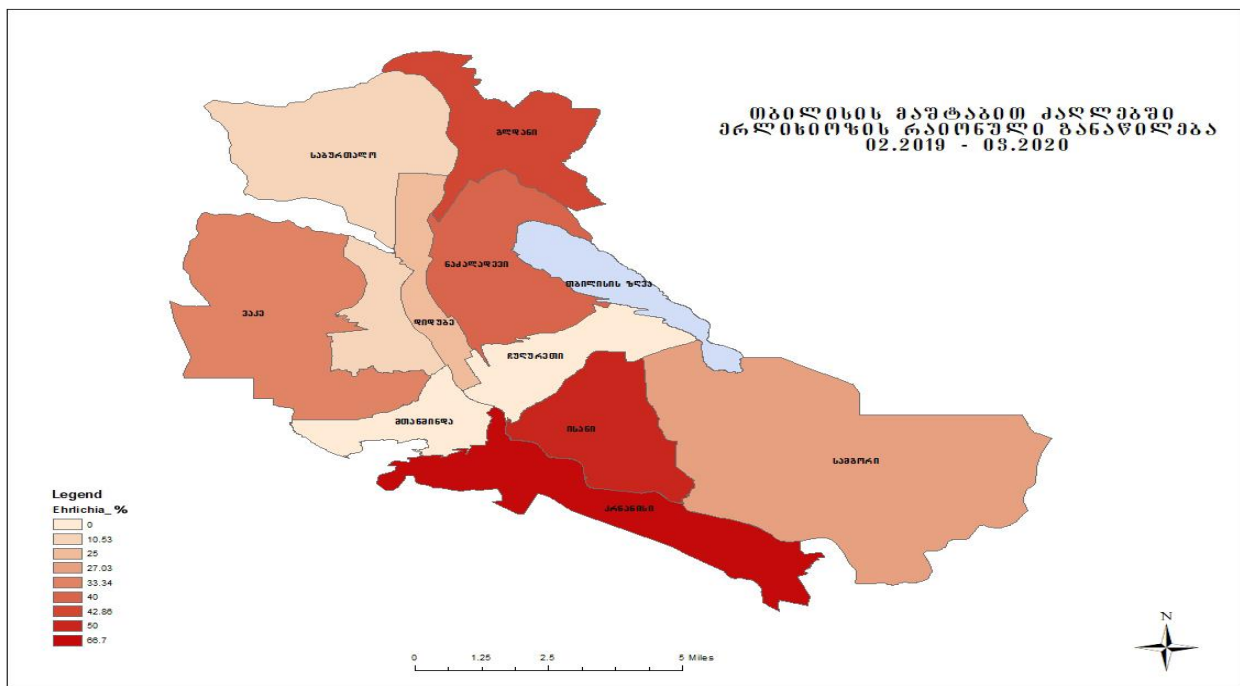 თბილისის მაშტაბით ძაღლებში
ერლიხიოზის რაიონული განაწილება
02.2019 - 03.2020
გლდანი
საბურთალო
ნაძალადევი
თბილისის ზღვა
ვაკე
დიდუბე
ჩუღურეთი
მთაწმინდა
ისანი
სამგორი
კრწანისი
Legend
Ehrlichia_%
0
10.53
25
27.03
33.34
40
42.86
50
66.7
0 1.25 2.5 5 Miles
N